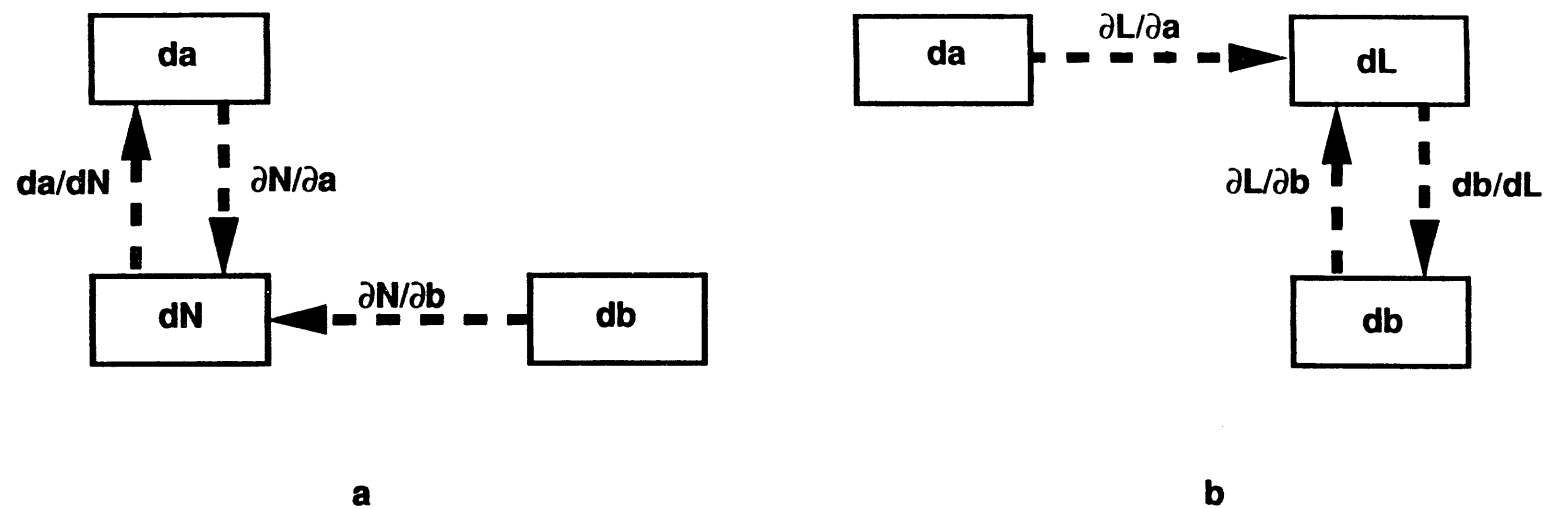 da
da/dN
∂N/∂a
dN
∂N/∂b
db
a
da
∂L/∂a
dL
∂L/∂b
db/dL
db
b